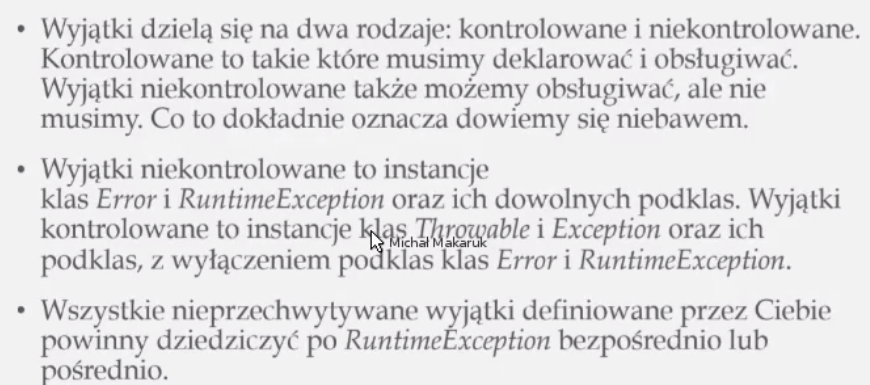 • Wyjątki dzielą się na dwa rodzaje: kontrolowane i niekontrolowane.
Kontrolowane to takie które musimy deklarować i obsługiwać.
Wyjątki niekontrolowane także możemy obsługiwać, ale nie
musimy. Co to dokładnie oznacza dowiemy się niebawem.
• Wyjątki niekontrolowane to instancje
klas Error i RuntimeException oraz ich dowolnych podklas. Wyjątki
kontrolowane to instancje klas Throwable i Exception oraz ich
Michał Makaruk
podklas, z wyłączeniem podklas klas Error i RuntimeException.
• Wszystkie nieprzechwytywane wyjątki definiowane przez Ciebie
powinny dziedziczyć po RuntimeException bezpośrednio lub
pośrednio.